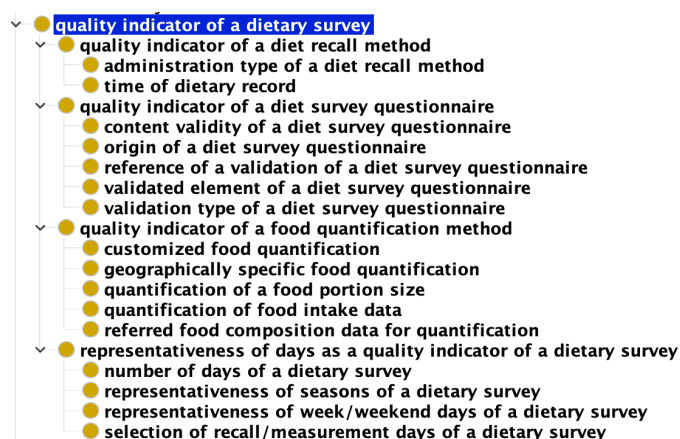 quality indicator of a dietary survey
quality indicator of a diet recall method
administration type of a diet recall method
time of dietary record
quality indicator of a diet survey questionnaire
content validity of a diet survey questionnaire
origin of a diet survey questionnaire
reference of a validation of a diet survey questionnaire
validated element of a diet survey questionnaire
validation type of a diet survey questionnaire
quality indicator of a food quantification method
customized food quantification
geographically specific food quantification
quantification of a food portion size
quantification of food intake data
referred food composition data for quantification
representativeness of days as a quality indicator of a dietary survey
number of days of a dietary survey
representativeness of seasons of a dietary survey
representativeness of week/weekend days of a dietary survey
selection of recall/measurement days of a dietary survey